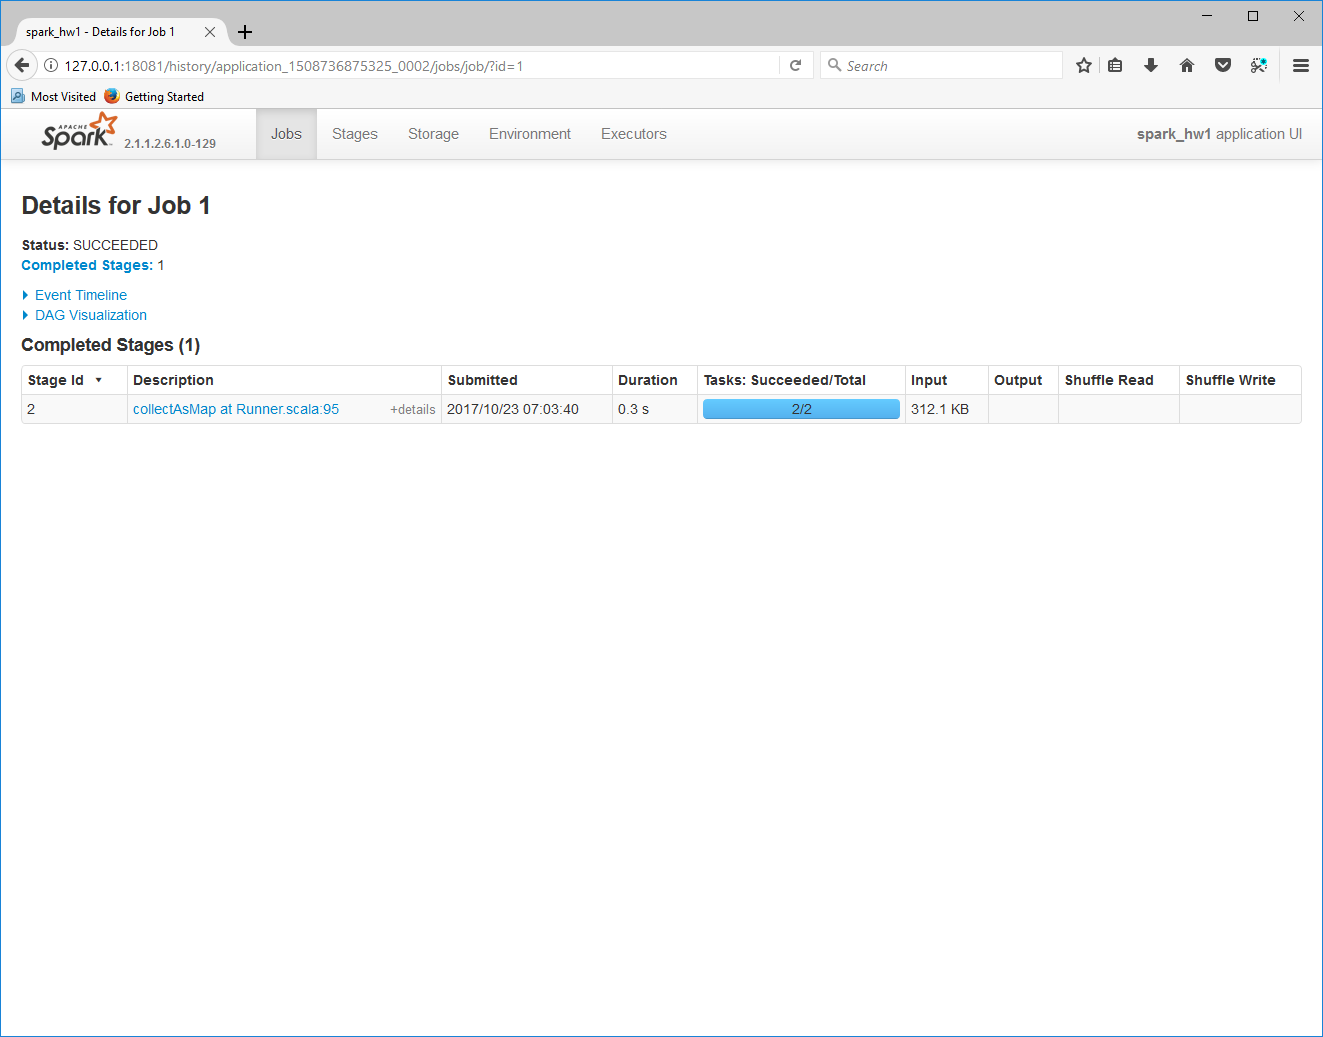 spark_hw1 - Details for Job 1
127.0.0.1:18081/history/application_1508736875325_0002/jobs/job/?id=1
Search
Most Visited Getting Started
APACHE Spark 2.1.1.2.6.1.0-129 Jobs Stages Storage Environment Executors spark_hw1 application UI
Details for Job 1
Status: SUCCEEDED
Completed Stages: 1
Event Timeline
DAG Visualization
Completed Stages (1)
Stage Id Description Submitted Duration Tasks: Succeeded/Total Input Output Shuffle Read Shuffle Write
2 collectAsMap at Runner.scala:95 +details 2017/10/23 07:03:40 0.3 s 2/2 312.1 KB